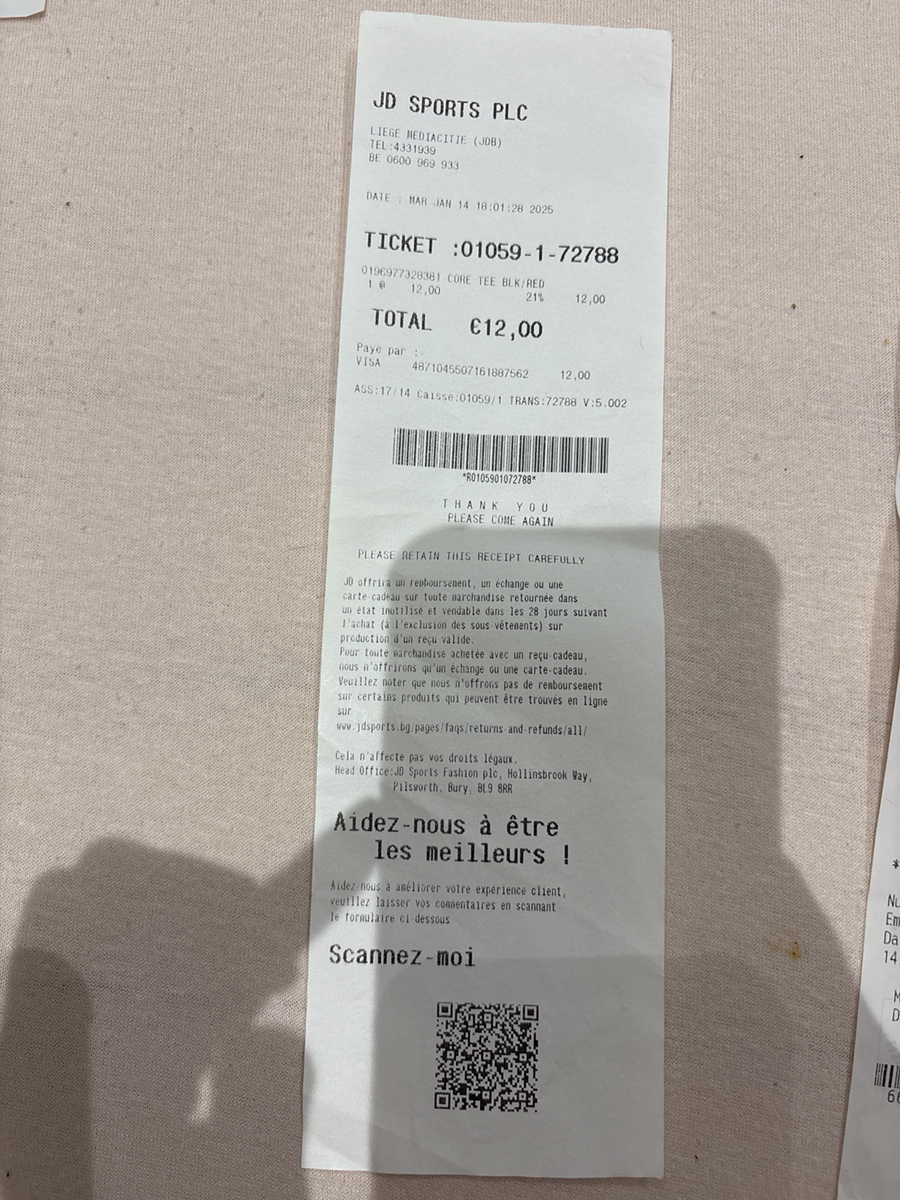 JD SPORTS PLC
LIEGE MEDIACITIE (JDB)
TEL:4331939
BE 0600 969 933
DATE : MAR JAN 14 18:01:28 2025
TICKET :01059-1-72788
0196977328381 CORE TEE BLK/RED
1 @ 12,00 21% 12,00
TOTAL €12,00
Paye par :-
VISA 4871045507161887562 12,00
ASS:17/14 Caisse:01059/1 TRANS:72788 V:5.002
*R0105901072788*
THANK YOU
PLEASE COME AGAIN
PLEASE RETAIN THIS RECEIPT CAREFULLY
JD offrira un remboursement, un échange ou une
carte-cadeau sur toute marchandise retournée dans
un état inutilisé et vendable dans les 28 jours suivant
l'achat (à l'exclusion des sous-vêtements) sur
production d'un reçu valide.
Pour toute marchandise achetée avec un reçu-cadeau,
nous n'offrirons qu'un échange ou une carte-cadeau.
Veuillez noter que nous n'offrons pas de remboursement
sur certains produits qui peuvent être trouvés en ligne
sur
www.jdsports.bg/pages/faqs/returns-and-refunds/all/
Cela n'affecte pas vos droits légaux.
Head Office:JD Sports Fashion plc, Hollinsbrook Way,
Pilsworth, Bury, BL9 8RR
Aidez-nous à être
les meilleurs !
Aidez-nous à améliorer votre expérience client,
veuillez laisser vos commentaires en scannant
le formulaire ci-dessous
Scannez-moi
*
Nu
Em
Da
14
M
D
66